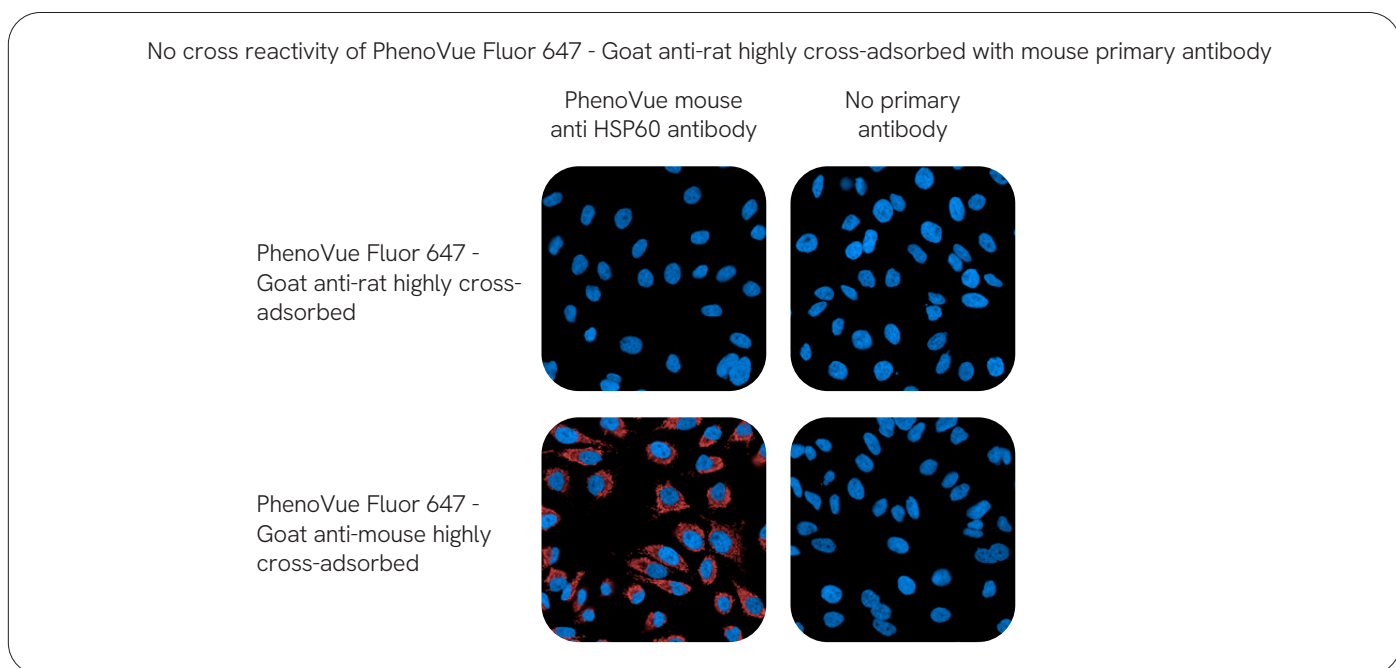 No cross reactivity of PhenoVue Fluor 647 - Goat anti-rat highly cross-adsorbed with mouse primary antibody
PhenoVue mouse
anti HSP60 antibody
No primary
antibody
PhenoVue Fluor 647 -
Goat anti-rat highly cross-
adsorbed
PhenoVue Fluor 647 -
Goat anti-mouse highly
cross-adsorbed